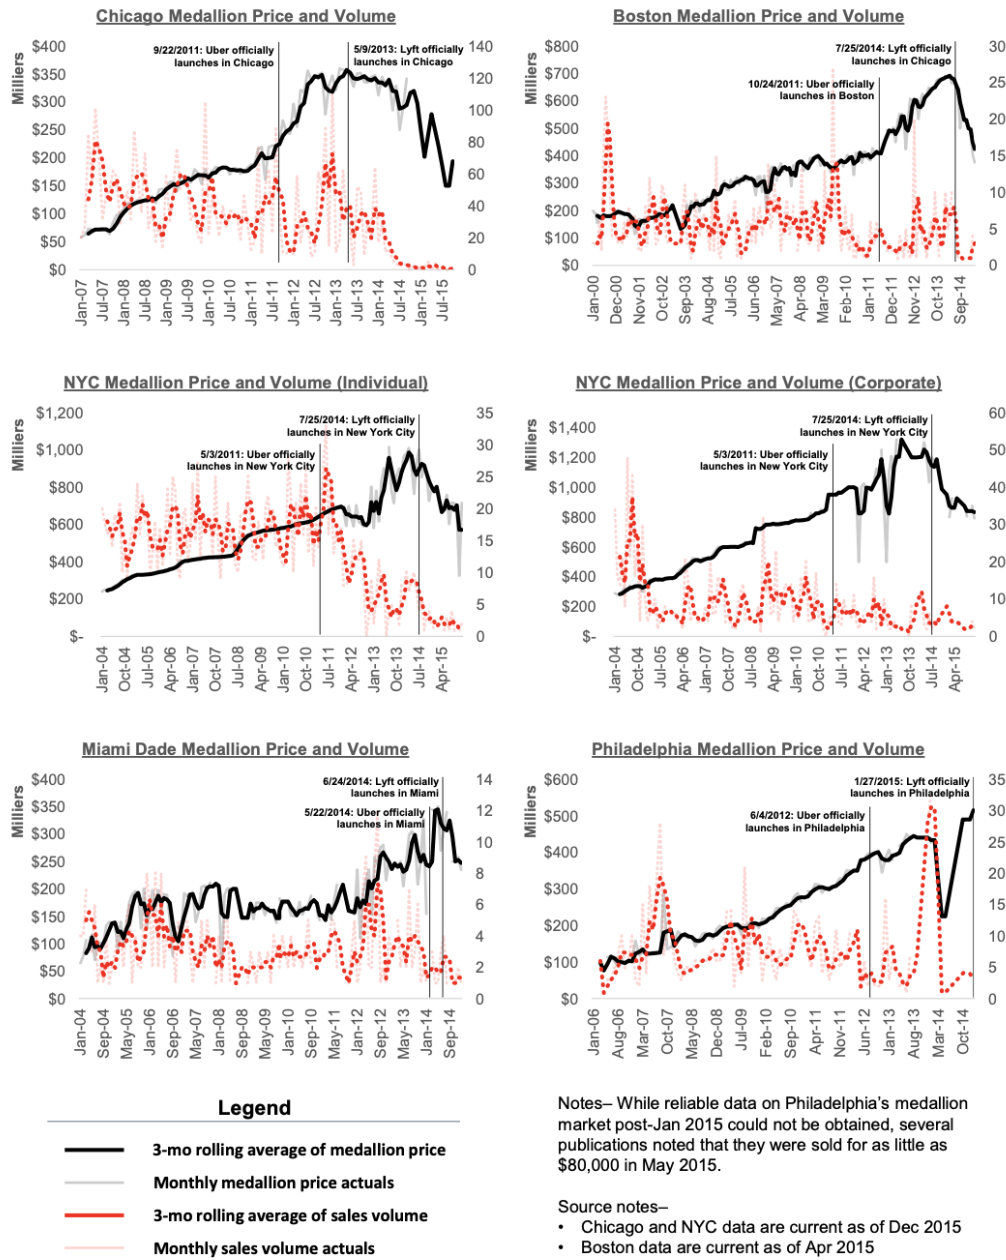 Chicago Medallion Price and Volume
Milliers
$400
$350
$300
$250
$200
$150
$100
$50
$0
140
120
100
80
60
40
20
0
9/22/2011: Uber officially
launches in Chicago
5/9/2013: Lyft officially
launches in Chicago
Jan-07
Jul-07
Jan-08
Jul-08
Jan-09
Jul-09
Jan-10
Jul-10
Jan-11
Jul-11
Jan-12
Jul-12
Jan-13
Jul-13
Jan-14
Jul-14
Jan-15
Jul-15
Boston Medallion Price and Volume
Milliers
$800
$700
$600
$500
$400
$300
$200
$100
$0
30
25
20
15
10
5
0
7/25/2014: Lyft officially
launches in Chicago
10/24/2011: Uber officially
launches in Boston
Jan-00
Dec-00
Nov-01
Oct-02
Sep-03
Aug-04
Jul-05
Jun-06
May-07
Apr-08
Mar-09
Feb-10
Jan-11
Dec-11
Nov-12
Oct-13
Sep-14
NYC Medallion Price and Volume (Individual)
Milliers
$1,200
$1,000
$800
$600
$400
$200
$-
35
30
25
20
15
10
5
0
7/25/2014: Lyft officially
launches in New York City
5/3/2011: Uber officially
launches in New York City
Jan-04
Oct-04
Jul-05
Apr-06
Jan-07
Oct-07
Jul-08
Apr-09
Jan-10
Oct-10
Jul-11
Apr-12
Jan-13
Oct-13
Jul-14
Apr-15
NYC Medallion Price and Volume (Corporate)
Milliers
$1,400
$1,200
$1,000
$800
$600
$400
$200
$-
60
50
40
30
20
10
0
7/25/2014: Lyft officially
launches in New York City
5/3/2011: Uber officially
launches in New York City
Jan-04
Oct-04
Jul-05
Apr-06
Jan-07
Oct-07
Jul-08
Apr-09
Jan-10
Oct-10
Jul-11
Apr-12
Jan-13
Oct-13
Jul-14
Apr-15
Miami Dade Medallion Price and Volume
Milliers
$400
$350
$300
$250
$200
$150
$100
$50
$0
14
12
10
8
6
4
2
0
6/24/2014: Lyft officially
launches in Miami
5/22/2014: Uber officially
launches in Miami
Jan-04
Sep-04
May-05
Jan-06
Sep-06
May-07
Jan-08
Sep-08
May-09
Jan-10
Sep-10
May-11
Jan-12
Sep-12
May-13
Jan-14
Sep-14
Philadelphia Medallion Price and Volume
Milliers
$600
$500
$400
$300
$200
$100
$0
35
30
25
20
15
10
5
0
1/27/2015: Lyft officially
launches in Philadelphia
6/4/2012: Uber officially
launches in Philadelphia
Jan-06
Aug-06
Mar-07
Oct-07
May-08
Dec-08
Jul-09
Feb-10
Sep-10
Apr-11
Nov-11
Jun-12
Jan-13
Aug-13
Mar-14
Oct-14
Legend
3-mo rolling average of medallion price
Monthly medallion price actuals
3-mo rolling average of sales volume
Monthly sales volume actuals
Notes– While reliable data on Philadelphia's medallion
market post-Jan 2015 could not be obtained, several
publications noted that they were sold for as little as
$80,000 in May 2015.
Source notes–
• Chicago and NYC data are current as of Dec 2015
• Boston data are current as of Apr 2015